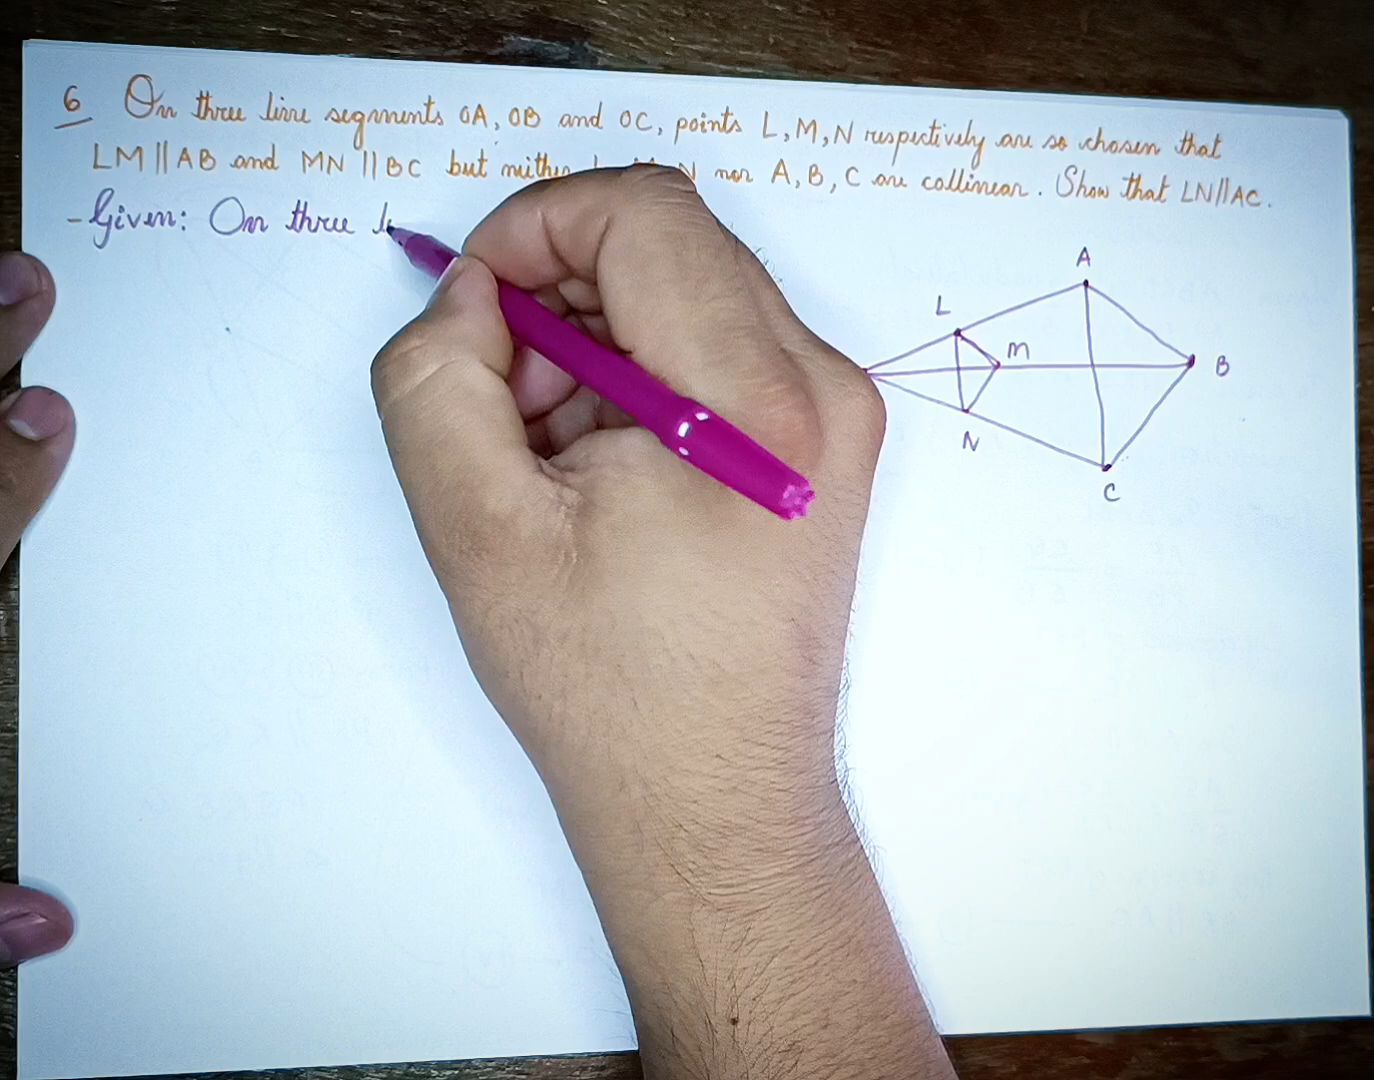 6 On three line segments OA, OB and OC, points L, M, N respectively are so chosen that
LM || AB and MN || BC but neither N nor A, B, C are collinear. Show that LN || AC.
- Given: On three
A
L
M
B
N
C